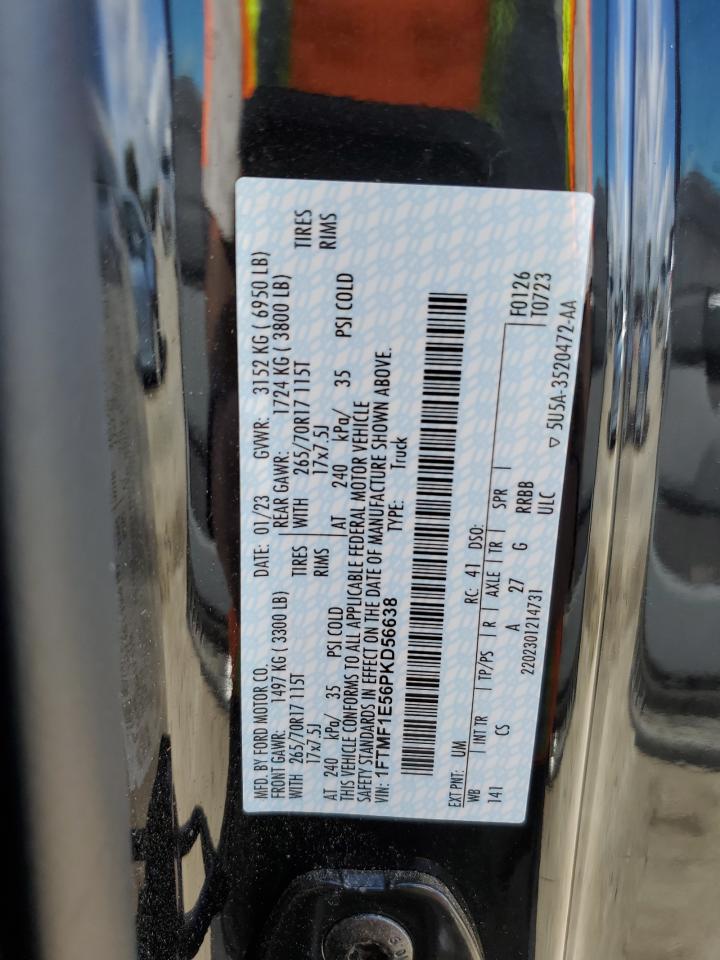 MFD. BY FORD MOTOR CO.
DATE: 01/23 GVWR: 3152 KG ( 6950 LB)
FRONT GAWR: 1497 KG ( 3300 LB) REAR GAWR: 1724 KG ( 3800 LB)
WITH 265/70R17 115T TIRES WITH 265/70R17 115T TIRES
17x7.5J RIMS 17x7.5J RIMS
AT 240 kPa/ 35 PSI COLD AT 240 kPa/ 35 PSI COLD
THIS VEHICLE CONFORMS TO ALL APPLICABLE FEDERAL MOTOR VEHICLE
SAFETY STANDARDS IN EFFECT ON THE DATE OF MANUFACTURE SHOWN ABOVE.
VIN: 1FTMF1E56PKD56638 TYPE: Truck
EXT PNT: UM RC: 41 DSO: F0126
WB INT TR TP/PS R AXLE TR SPR T0723
141 CS A 27 G RRBB
2202301214731 ULC ▽ 5U5A-3520472-AA